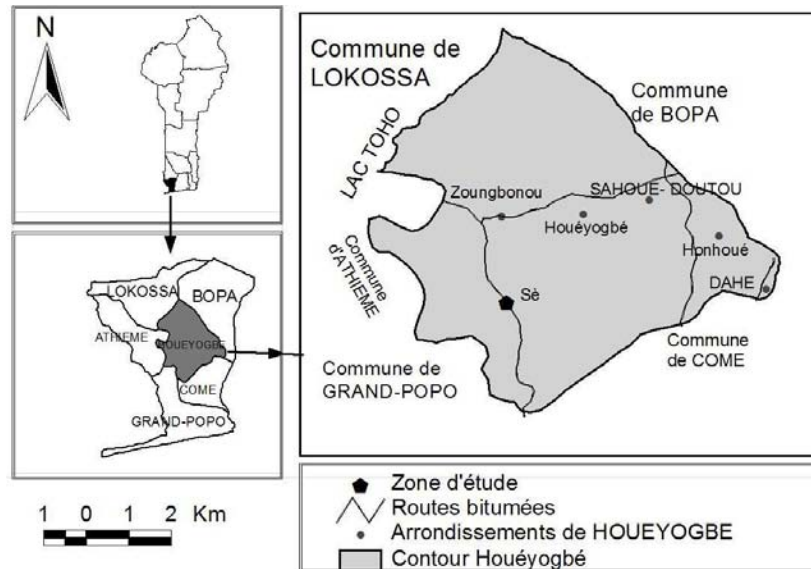 N
LOKOSSA
BOPA
ATHIEME
HOUEYOGBE
COME
GRAND-POPO
1 0 1 2 Km
Commune de
LOKOSSA
Commune
de BOPA
LAC TOHO
Zoungbonou
SAHOUE- DOUTOU
Houéyogbé
Honhoué
DAHE
Commune
d'ATHIEME
Sè
Commune de
GRAND-POPO
Commune
de COME
Zone d'étude
Routes bitumées
Arrondissements de HOUEYOGBE
Contour Houéyogbé